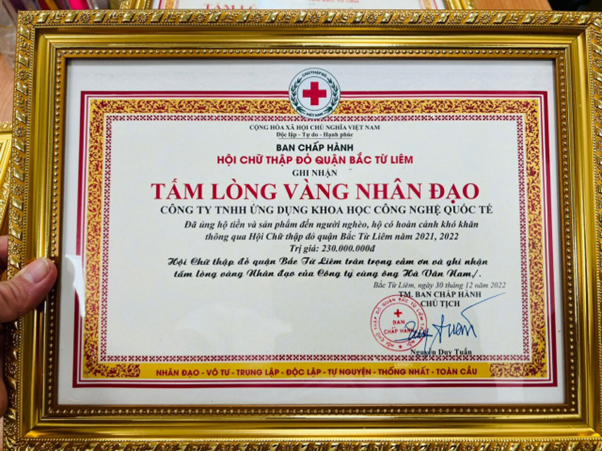 CỘNG HÒA XÃ HỘI CHỦ NGHĨA VIỆT NAM
Độc lập - Tự do - Hạnh phúc
BAN CHẤP HÀNH
HỘI CHỮ THẬP ĐỎ QUẬN BẮC TỪ LIÊM
GHI NHẬN
TẤM LÒNG VÀNG NHÂN ĐẠO
CÔNG TY TNHH ỨNG DỤNG KHOA HỌC CÔNG NGHỆ QUỐC TẾ
Đã ủng hộ tiền và sản phẩm đến người nghèo, hộ có hoàn cảnh khó khăn
thông qua Hội Chữ thập đỏ quận Bắc Từ Liêm năm 2021, 2022
Trị giá: 230.000.000đ
Hội Chữ thập đỏ quận Bắc Từ Liêm trân trọng cảm ơn và ghi nhận
tấm lòng vàng Nhân đạo của Công ty cùng ông Hà Văn Nam/.
Bắc Từ Liêm, ngày 30 tháng 12 năm 2022
TM. BAN CHẤP HÀNH
CHỦ TỊCH
BAN
CHẤP HÀNH
Nguyễn Duy Tuấn
NHÂN ĐẠO - VÔ TƯ - TRUNG LẬP - ĐỘC LẬP - TỰ NGUYỆN - THỐNG NHẤT - TOÀN CẦU